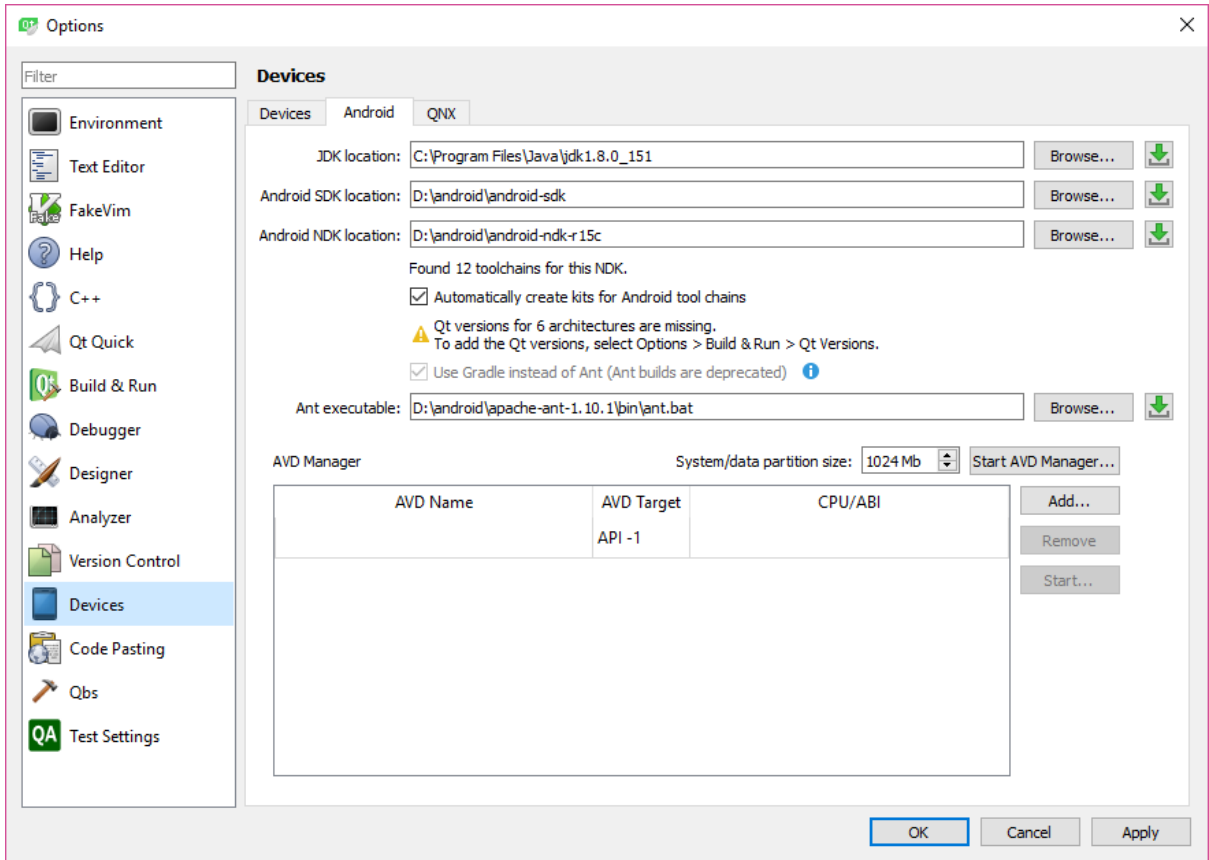 Options
Filter
Environment
Text Editor
FakeVim
Help
C++
Qt Quick
Build & Run
Debugger
Designer
Analyzer
Version Control
Devices
Code Pasting
Qbs
QA Test Settings
Devices
Devices Android QNX
JDK location: C:\Program Files\Java\jdk1.8.0_151 Browse...
Android SDK location: D:\android\android-sdk Browse...
Android NDK location: D:\android\android-ndk-r15c Browse...
Found 12 toolchains for this NDK.
Automatically create kits for Android tool chains
Qt versions for 6 architectures are missing.
To add the Qt versions, select Options > Build & Run > Qt Versions.
Use Gradle instead of Ant (Ant builds are deprecated)
Ant executable: D:\android\apache-ant-1.10.1\bin\ant.bat Browse...
AVD Manager System/data partition size: 1024 Mb Start AVD Manager...
AVD Name AVD Target CPU/ABI Add...
API -1 Remove
Start...
OK Cancel Apply